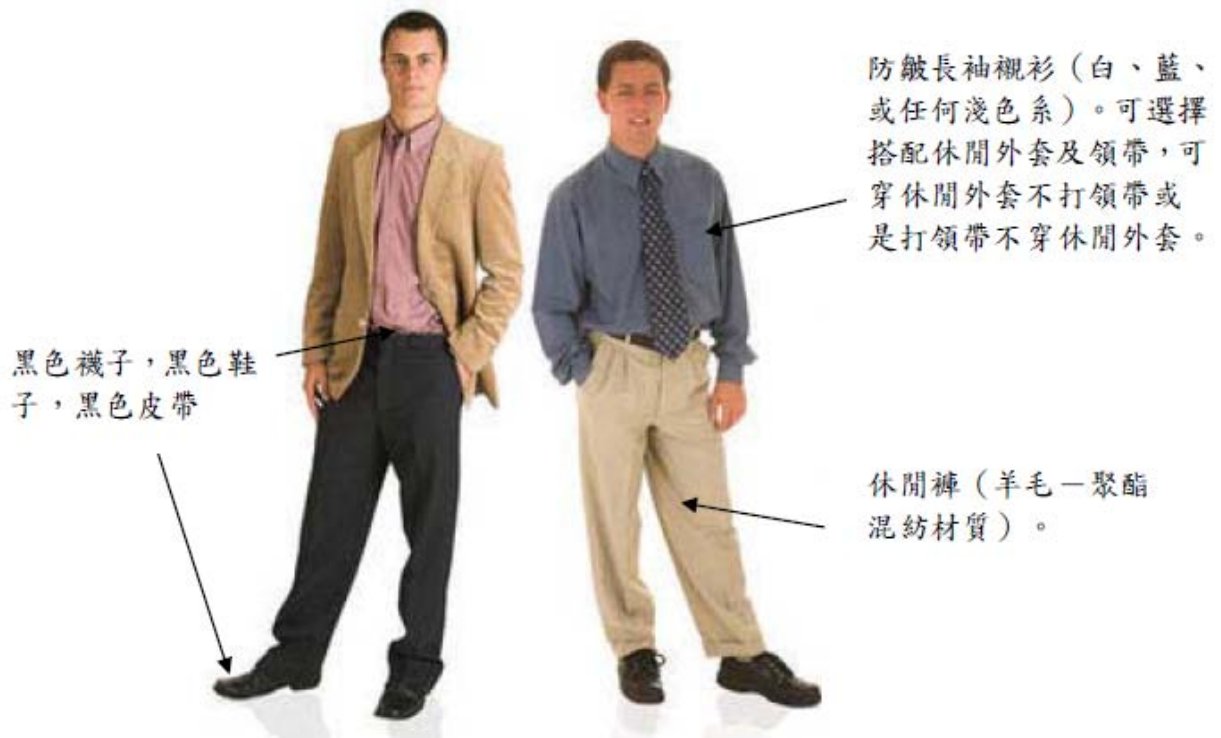 防皺長袖襯衫（白、藍、
或任何淺色系）。可選擇
搭配休閒外套及領帶，可
穿休閒外套不打領帶或
是打領帶不穿休閒外套。
黑色襪子，黑色鞋
子，黑色皮帶
休閒褲（羊毛－聚酯
混紡材質）。